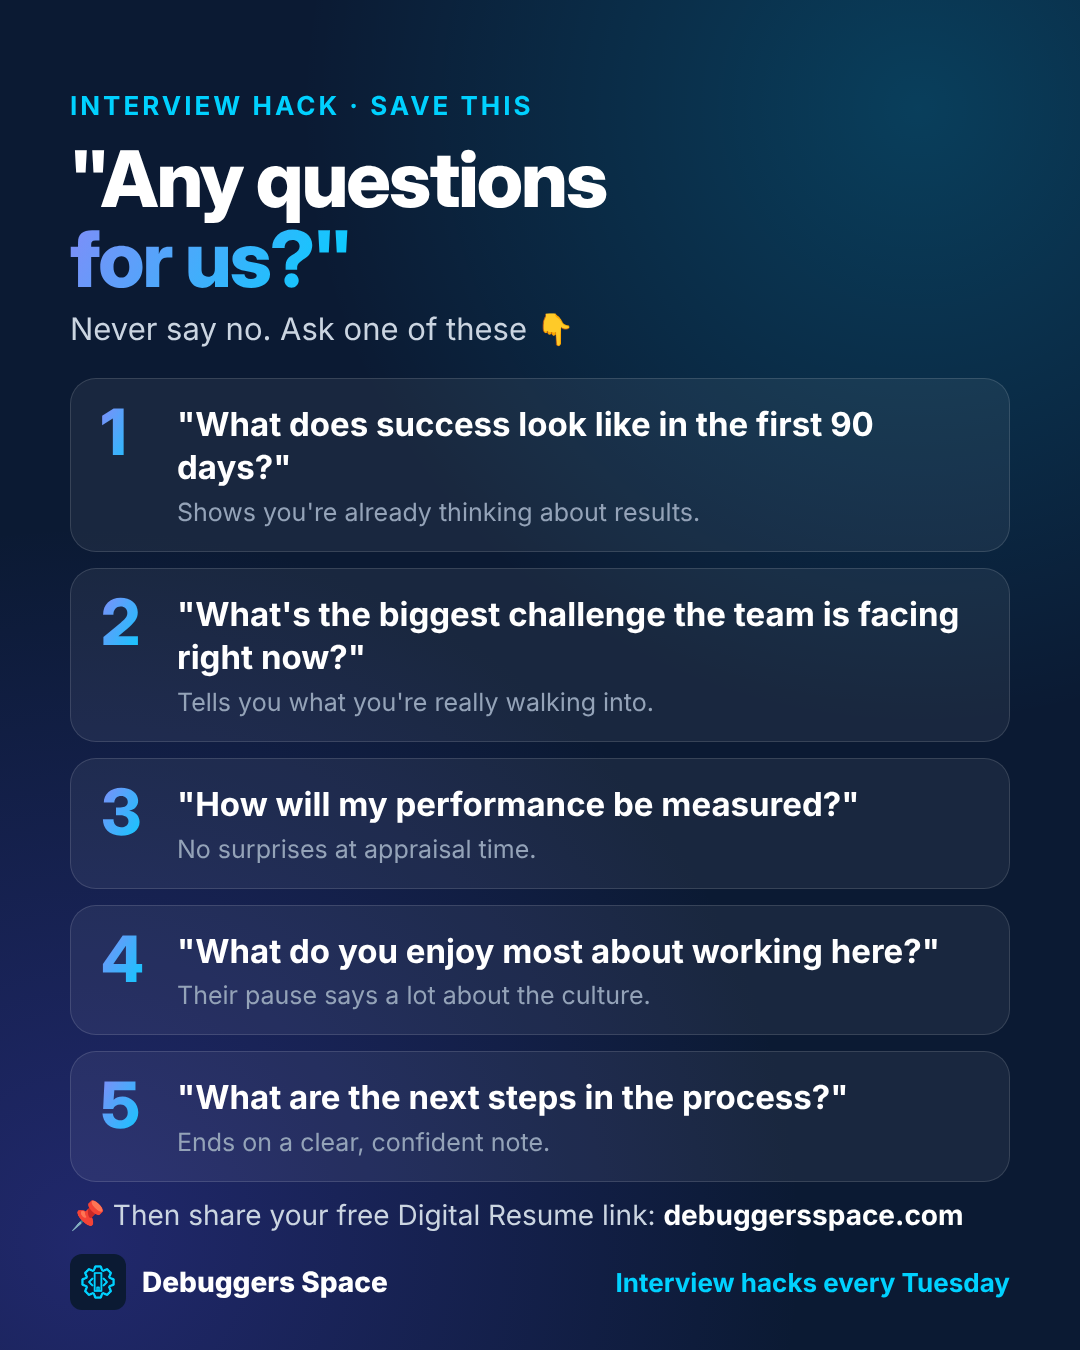 INTERVIEW HACK · SAVE THIS
"Any questions
for us?"
Never say no. Ask one of these 👇
1
"What does success look like in the first 90
days?"
Shows you're already thinking about results.
2
"What's the biggest challenge the team is facing
right now?"
Tells you what you're really walking into.
3
"How will my performance be measured?"
No surprises at appraisal time.
4
"What do you enjoy most about working here?"
Their pause says a lot about the culture.
5
"What are the next steps in the process?"
Ends on a clear, confident note.
📌 Then share your free Digital Resume link: debuggersspace.com
Debuggers Space
Interview hacks every Tuesday